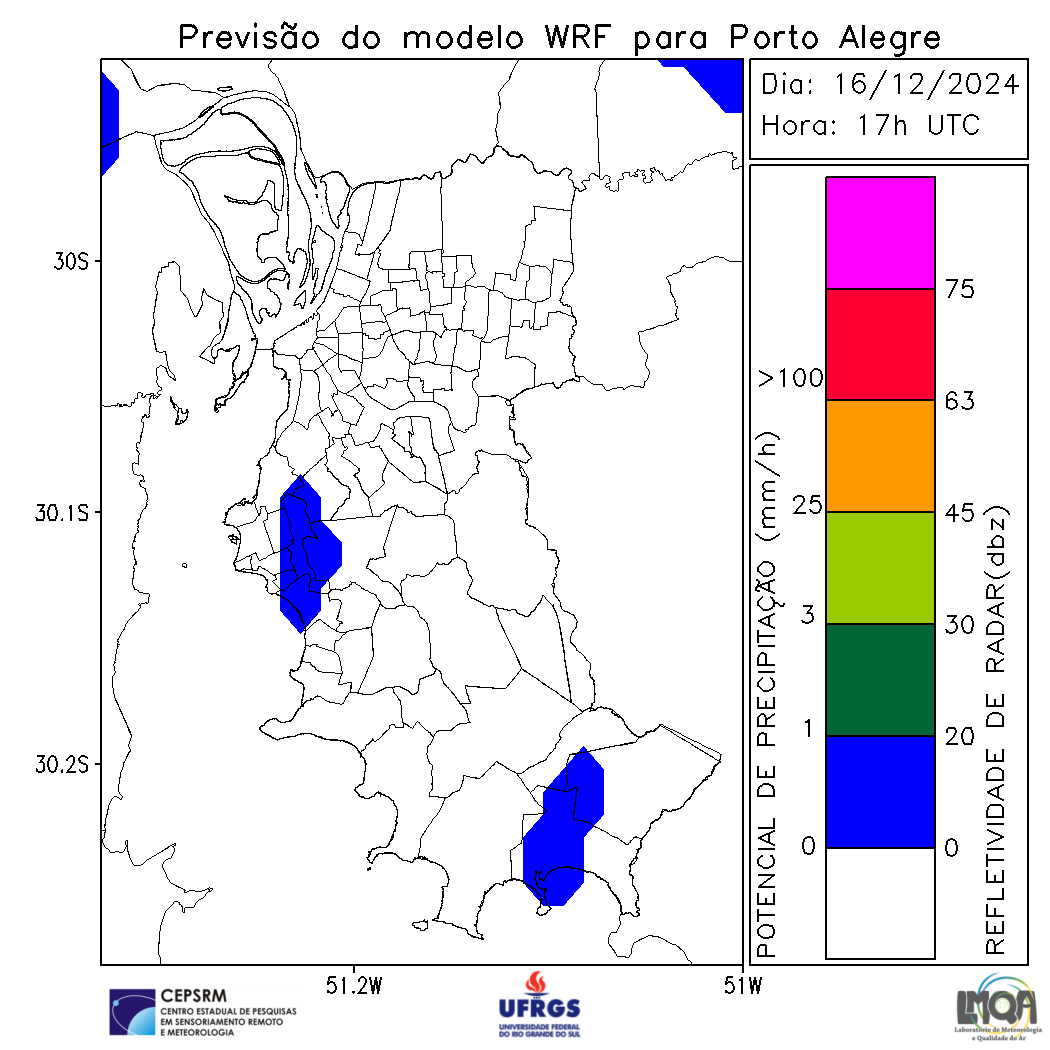 Previsão do modelo WRF para Porto Alegre
Dia: 16/12/2024
Hora: 17h UTC
30S
30.1S
30.2S
51.2W
51W
POTENCIAL DE PRECIPITAÇÃO (mm/h)
>100
25
3
1
0
75
63
45
30
20
0
REFLETIVIDADE DE RADAR(dbz)
CEPSRM
CENTRO ESTADUAL DE PESQUISAS
EM SENSORIAMENTO REMOTO
E METEOROLOGIA
UFRGS
UNIVERSIDADE FEDERAL
DO RIO GRANDE DO SUL
LMQA
Laboratório de Meteorologia
e Qualidade do Ar